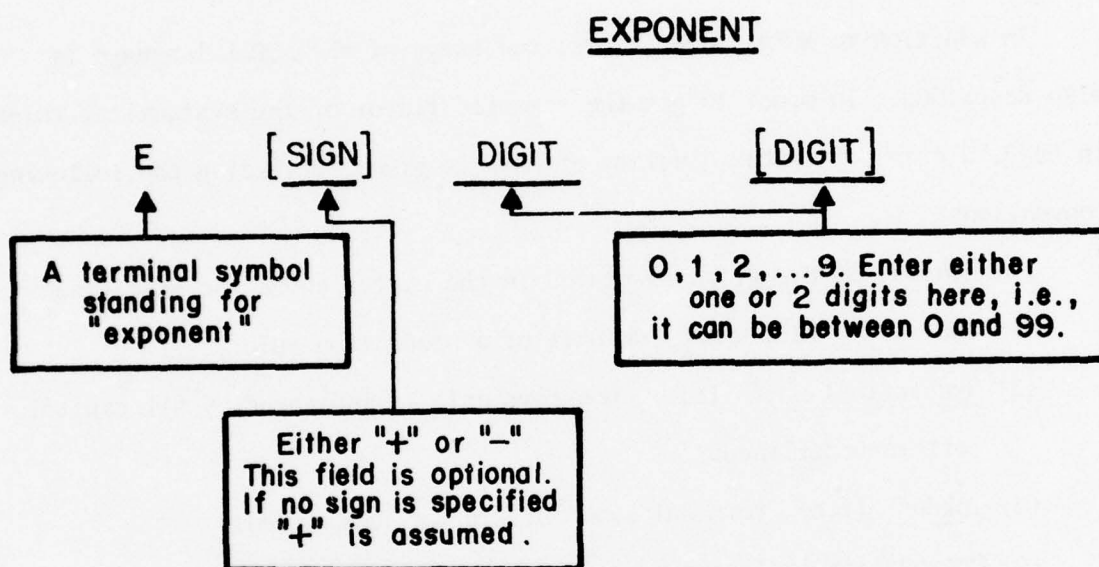 EXPONENT
E [SIGN] DIGIT [DIGIT]
A terminal symbol
standing for
"exponent"
O,1,2,...9. Enter either
one or 2 digits here, i.e.,
it can be between O and 99.
Either "+" or "–"
This field is optional.
If no sign is specified
"+" is assumed.